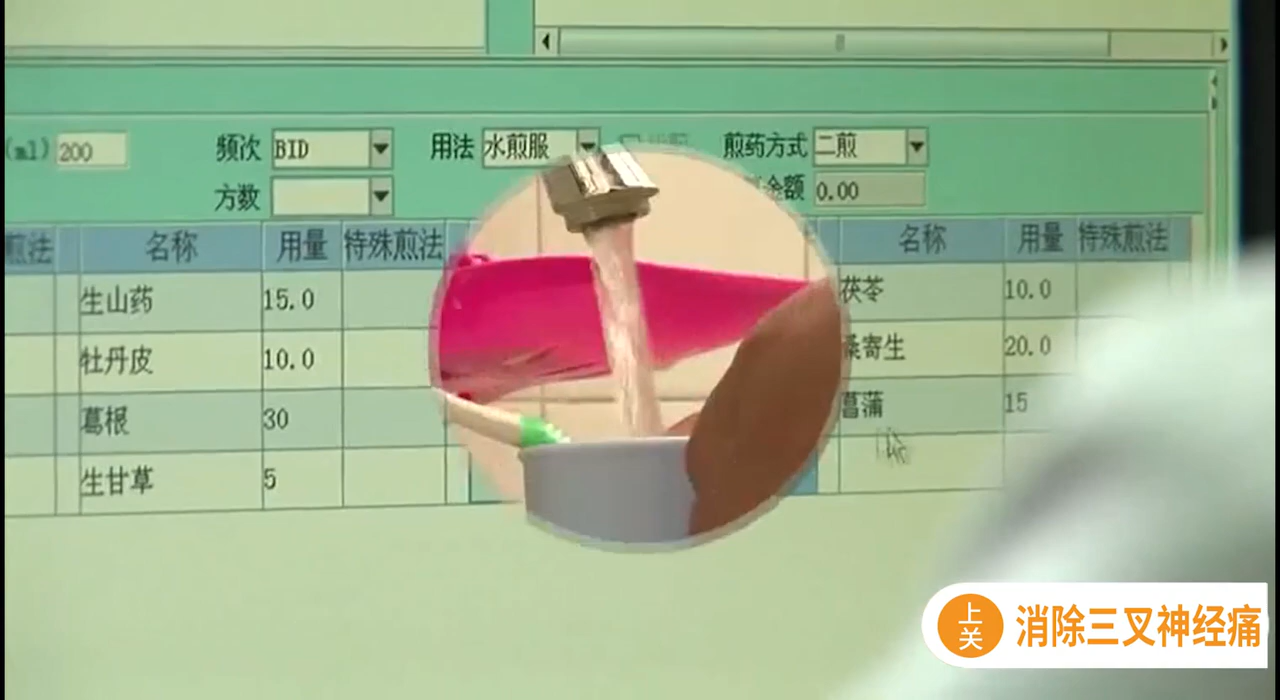 (ml) 200 频次 BID 用法 水煎服 煎药方式 二煎
方数 金额 0.00
煎法 名称 用量 特殊煎法 名称 用量 特殊煎法
生山药 15.0 茯苓 10.0
牡丹皮 10.0 桑寄生 20.0
葛根 30 菖蒲 15
生甘草 5
上关 消除三叉神经痛